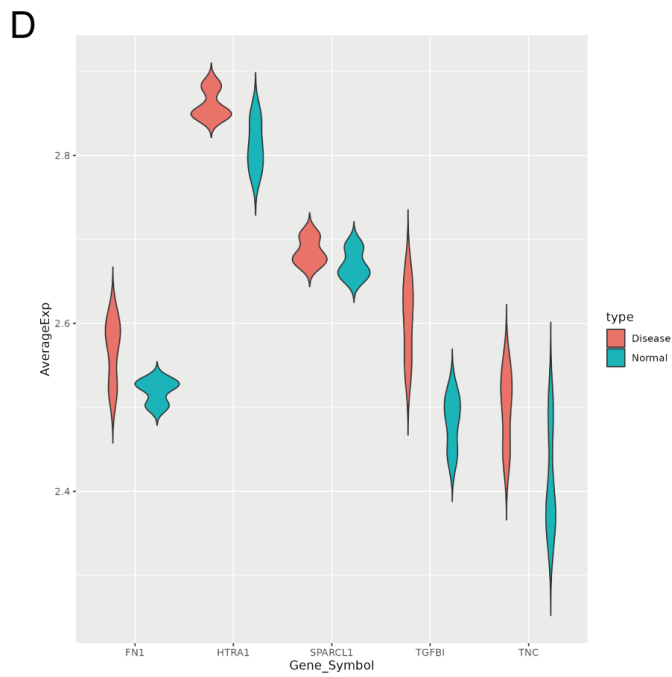 D
AverageExp
2.8
2.6
2.4
FN1 HTRA1 SPARCL1 TGFBI TNC
Gene_Symbol
type
Disease
Normal